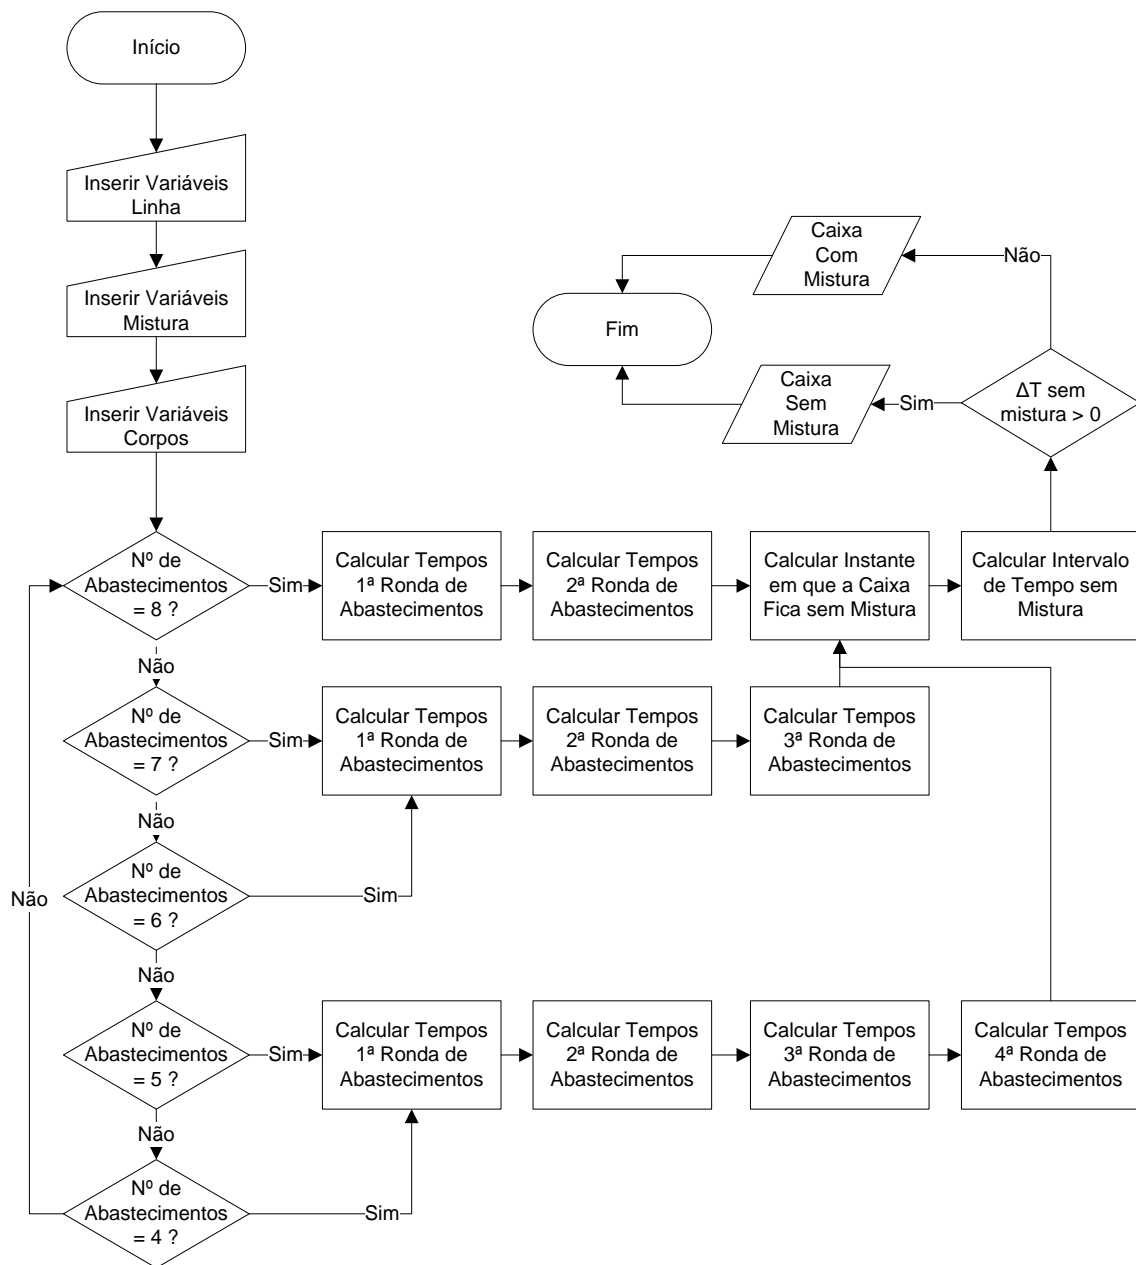 Início
Inserir Variáveis
Linha
Inserir Variáveis
Mistura
Inserir Variáveis
Corpos
Caixa
Com
Mistura
Não
Fim
Caixa
Sem
Mistura
Sim
ΔT sem
mistura > 0
Nº de
Abastecimentos
= 8 ?
Sim
Calcular Tempos
1ª Ronda de
Abastecimentos
Calcular Tempos
2ª Ronda de
Abastecimentos
Calcular Instante
em que a Caixa
Fica sem Mistura
Calcular Intervalo
de Tempo sem
Mistura
Não
Nº de
Abastecimentos
= 7 ?
Sim
Calcular Tempos
1ª Ronda de
Abastecimentos
Calcular Tempos
2ª Ronda de
Abastecimentos
Calcular Tempos
3ª Ronda de
Abastecimentos
Não
Nº de
Abastecimentos
= 6 ?
Sim
Não
Não
Nº de
Abastecimentos
= 5 ?
Sim
Calcular Tempos
1ª Ronda de
Abastecimentos
Calcular Tempos
2ª Ronda de
Abastecimentos
Calcular Tempos
3ª Ronda de
Abastecimentos
Calcular Tempos
4ª Ronda de
Abastecimentos
Não
Nº de
Abastecimentos
= 4 ?
Sim